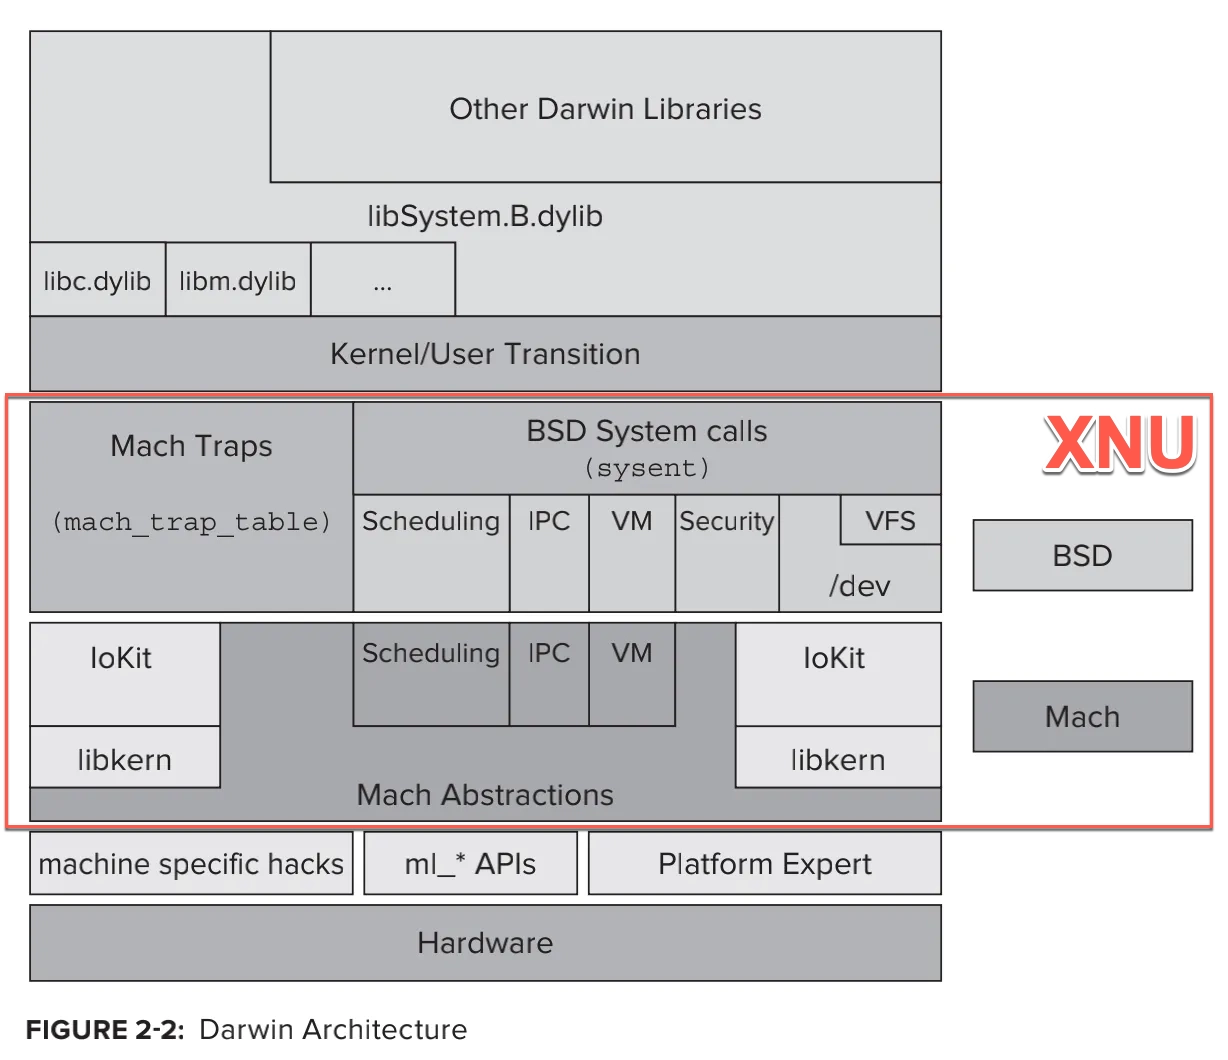 Other Darwin Libraries
libSystem.B.dylib
libc.dylib
libm.dylib
...
Kernel/User Transition
XNU
Mach Traps
(mach_trap_table)
BSD System calls
(sysent)
Scheduling
IPC
VM
Security
VFS
/dev
BSD
IoKit
libkern
Scheduling
IPC
VM
IoKit
libkern
Mach Abstractions
Mach
machine specific hacks
ml_* APIs
Platform Expert
Hardware
FIGURE 2-2: Darwin Architecture